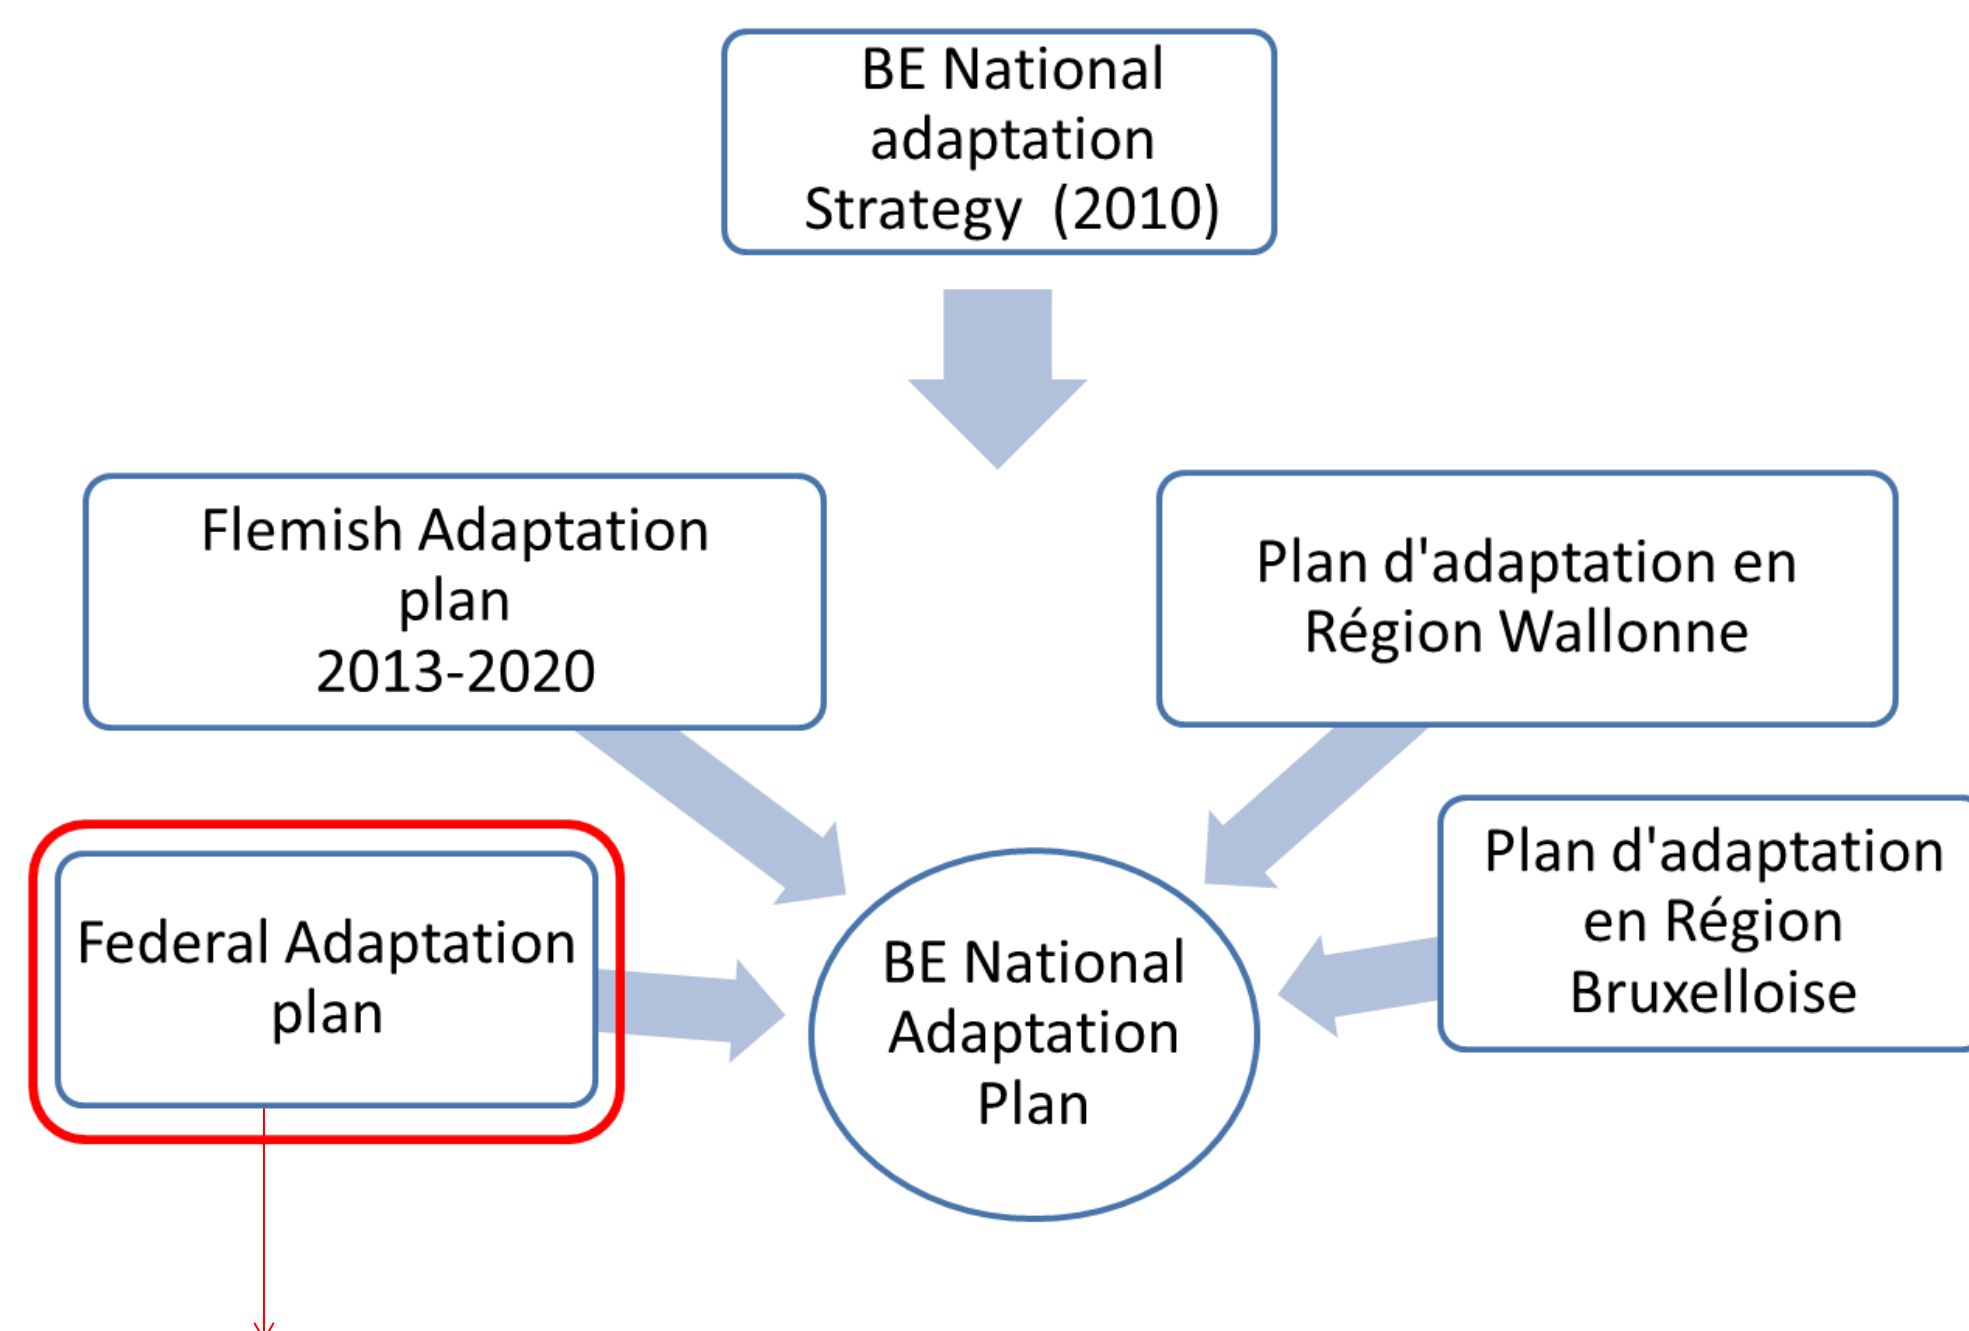 BE National
adaptation
Strategy (2010)
Flemish Adaptation
plan
2013-2020
Plan d'adaptation en
Région Wallonne
Federal Adaptation
plan
BE National
Adaptation
Plan
Plan d'adaptation
en Région
Bruxelloise